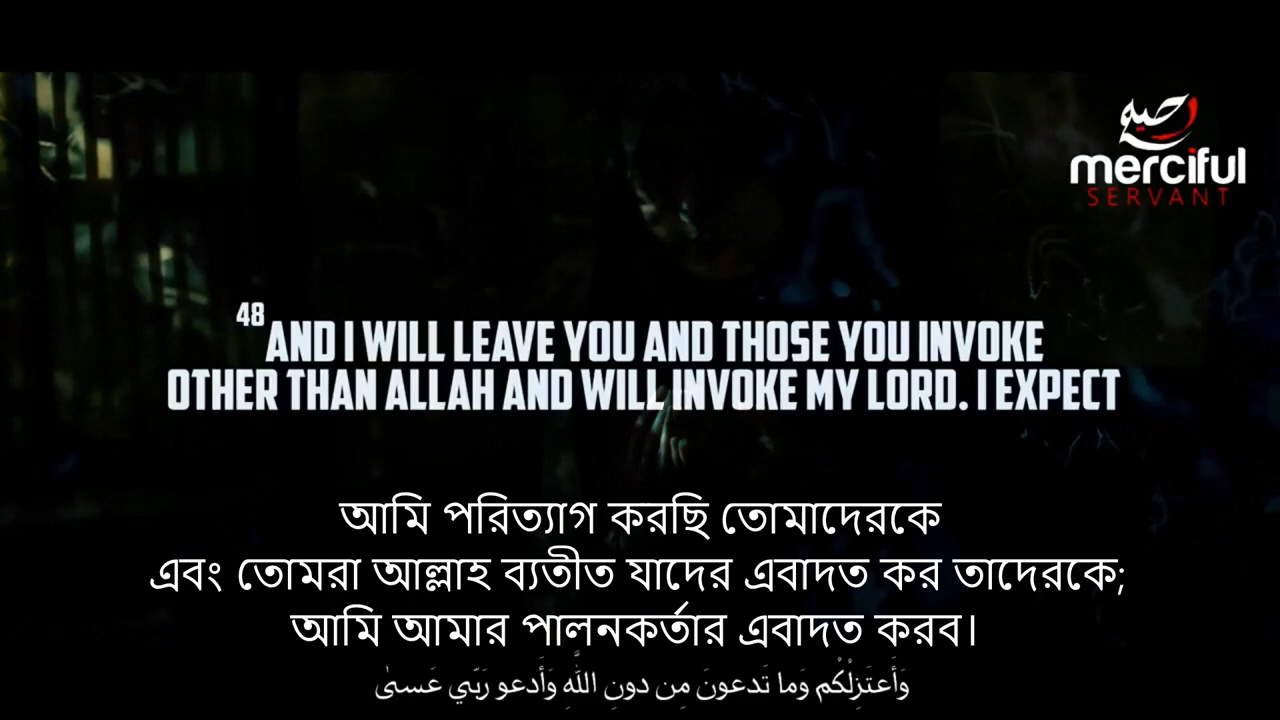 رحيم
merciful
SERVANT
48 AND I WILL LEAVE YOU AND THOSE YOU INVOKE
OTHER THAN ALLAH AND WILL INVOKE MY LORD. I EXPECT
আমি পরিত্যাগ করছি তোমাদেরকে
এবং তোমরা আল্লাহ ব্যতীত যাদের এবাদত কর তাদেরকে;
আমি আমার পালনকর্তার এবাদত করব।
وَأَعتَزِلُكُم وَما تَدعونَ مِن دونِ اللَّهِ وَأَدعو رَبّي عَسىٰ